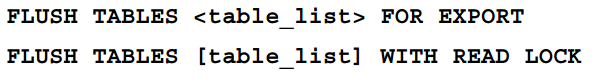 FLUSH TABLES <table_list> FOR EXPORT
FLUSH TABLES [table_list] WITH READ LOCK